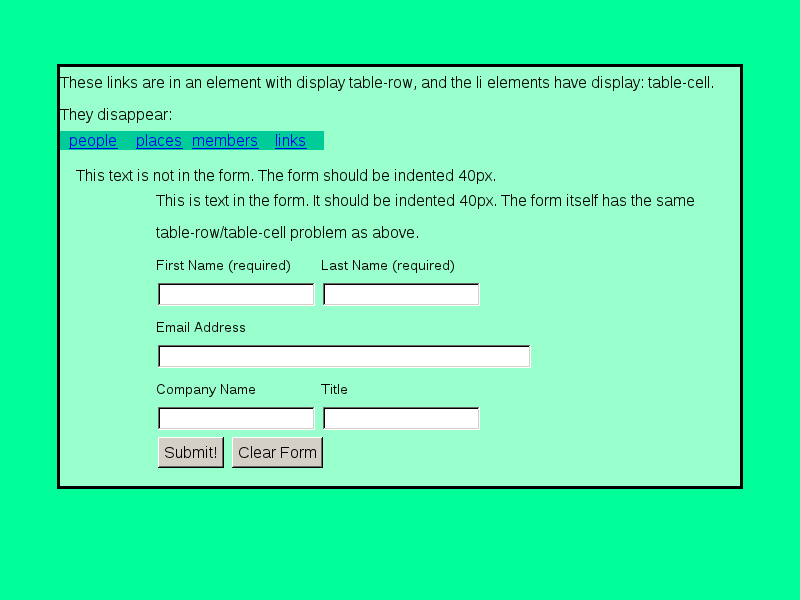 These links are in an element with display table-row, and the li elements have display: table-cell.
They disappear:
people places members links
This text is not in the form. The form should be indented 40px.
This is text in the form. It should be indented 40px. The form itself has the same
table-row/table-cell problem as above.
First Name (required) Last Name (required)
Email Address
Company Name Title
Submit! Clear Form